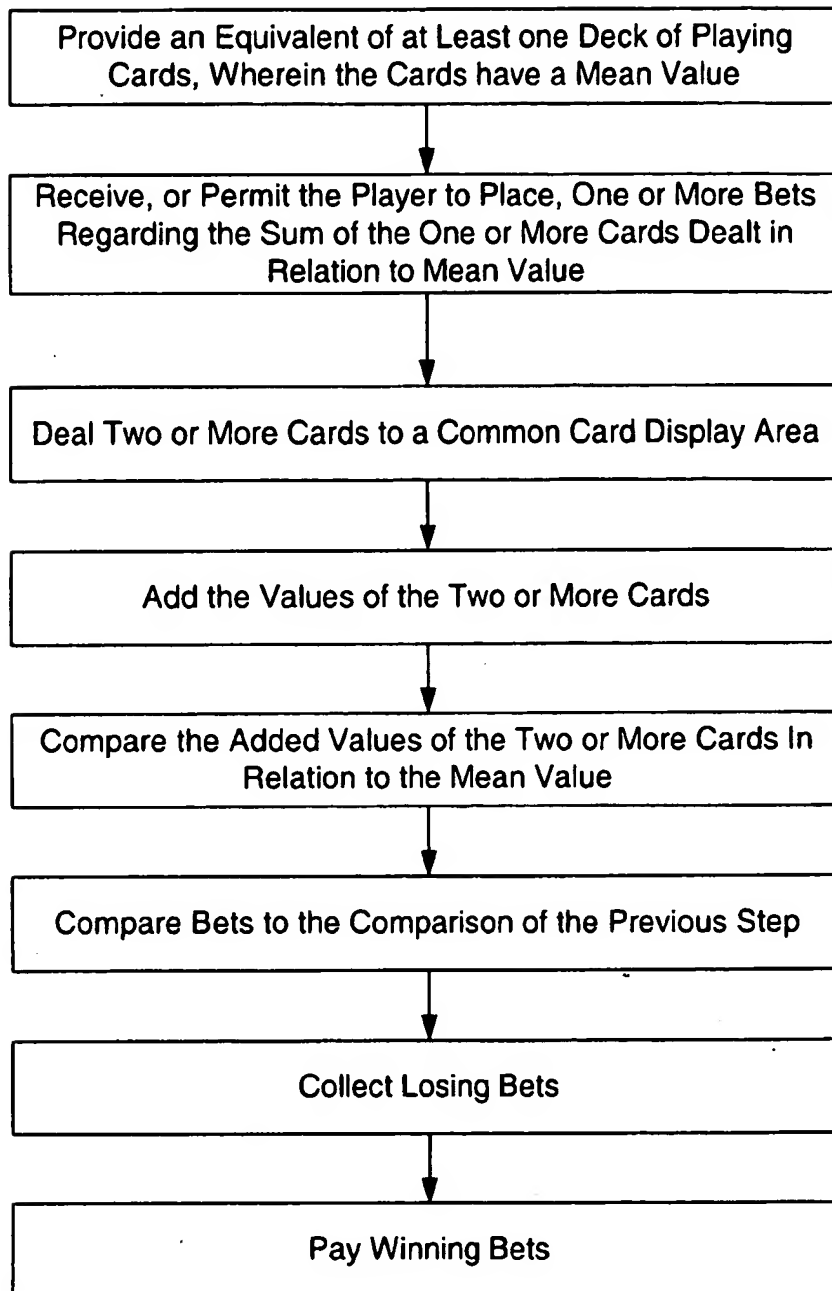 Provide an Equivalent of at Least one Deck of Playing
Cards, Wherein the Cards have a Mean Value
Receive, or Permit the Player to Place, One or More Bets
Regarding the Sum of the One or More Cards Dealt in
Relation to Mean Value
Deal Two or More Cards to a Common Card Display Area
Add the Values of the Two or More Cards
Compare the Added Values of the Two or More Cards In
Relation to the Mean Value
Compare Bets to the Comparison of the Previous Step
Collect Losing Bets
Pay Winning Bets